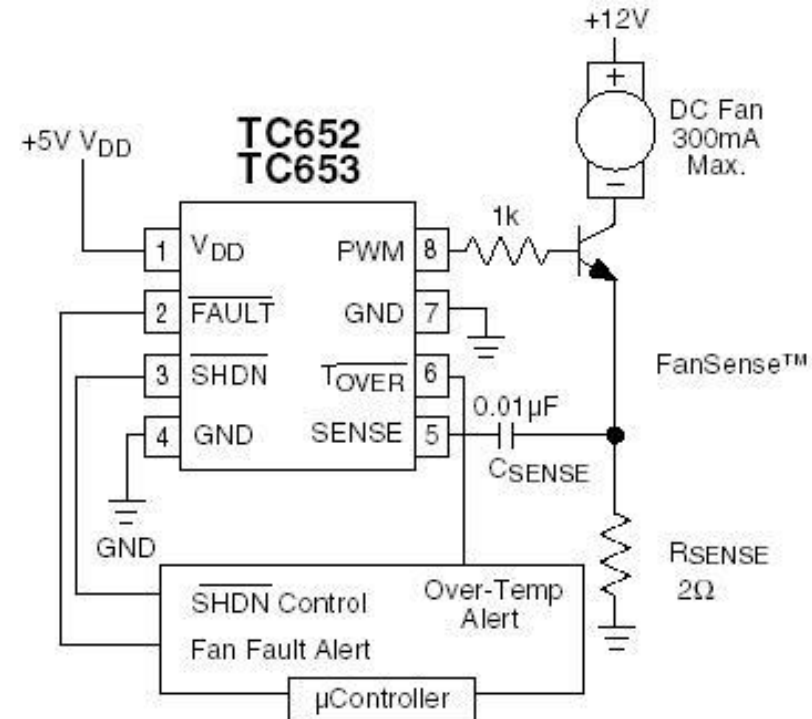 +12V
+
DC Fan
300mA
Max.
−
+5V VDD
TC652
TC653
1k
1 VDD PWM 8
2 FAULT GND 7
3 SHDN TOVER 6
4 GND SENSE 5
FanSense™
0.01µF
CSENSE
GND
RSENSE
2Ω
SHDN Control
Over-Temp
Alert
Fan Fault Alert
µController